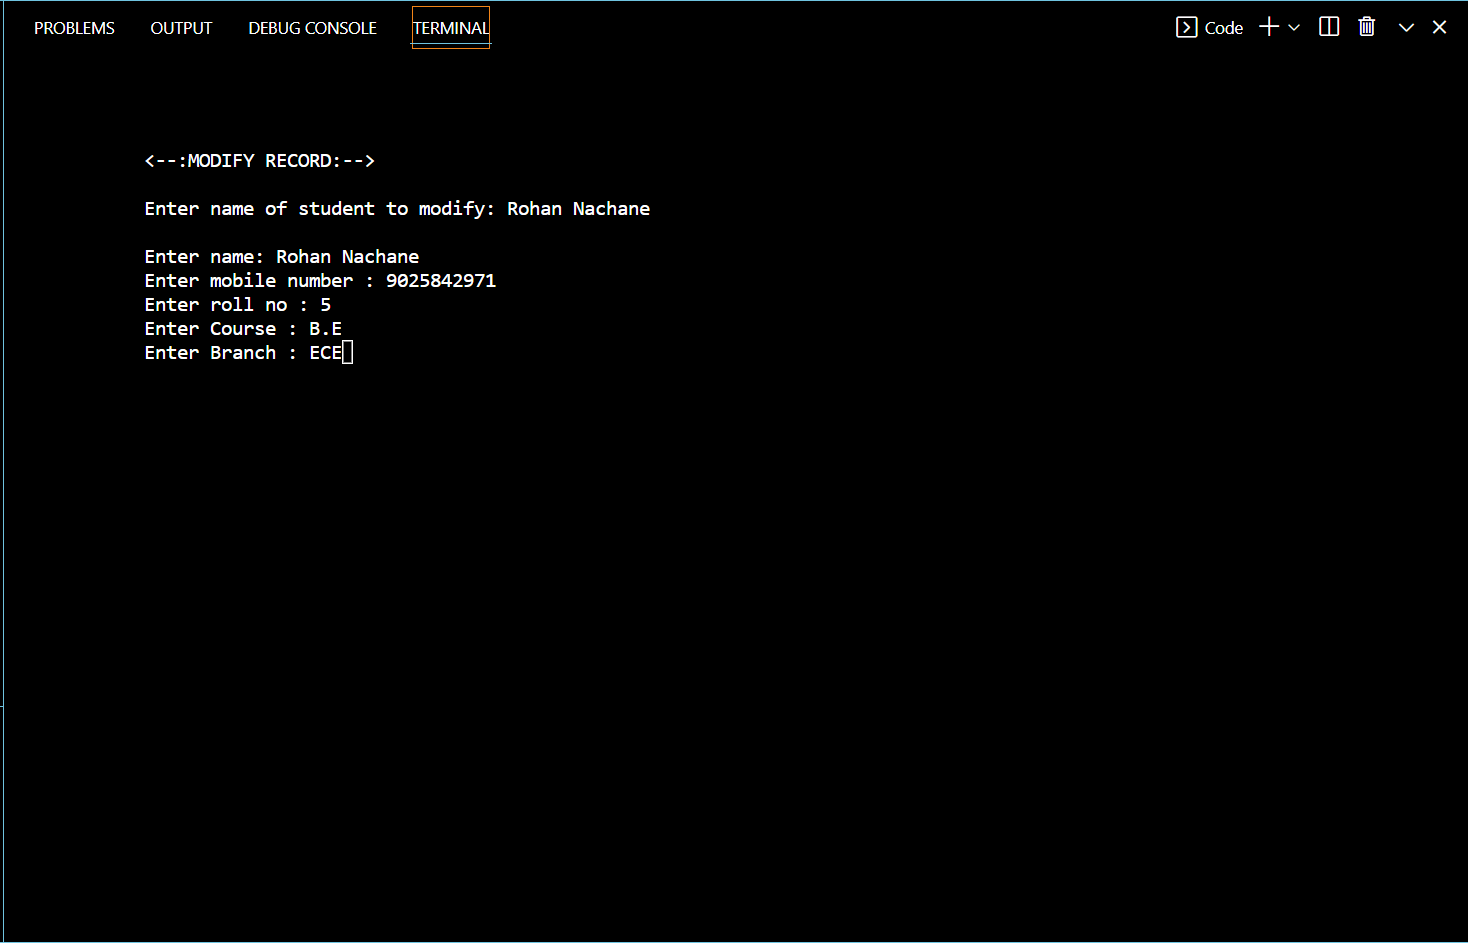 PROBLEMS OUTPUT DEBUG CONSOLE TERMINAL Code
<--:MODIFY RECORD:-->
Enter name of student to modify: Rohan Nachane
Enter name: Rohan Nachane
Enter mobile number : 9025842971
Enter roll no : 5
Enter Course : B.E
Enter Branch : ECE